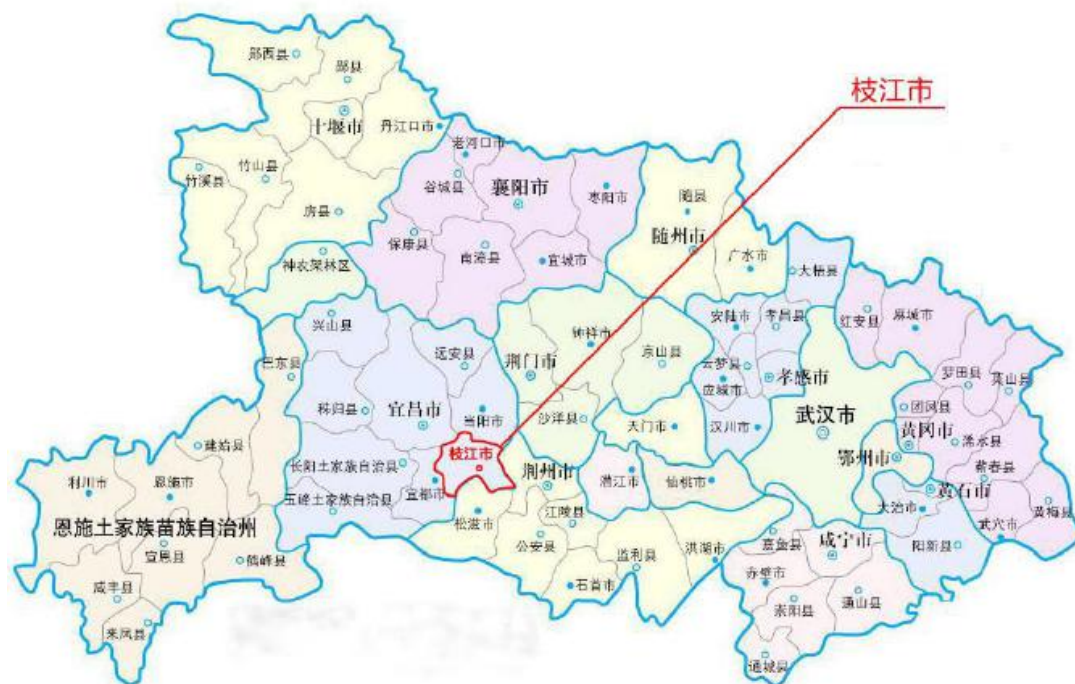 郧西县
郧县
枝江市
十堰市
丹江口市
老河口市
竹山县
竹溪县
谷城县
襄阳市
枣阳市
随县
房县
保康县
随州市
南漳县
宜城市
广水市
大悟县
神农架林区
兴山县
安陆市
孝昌县
红安县
麻城市
钟祥市
远安县
京山县
巴东县
荆门市
云梦县
孝感市
罗田县
英山县
应城市
秭归县
宜昌市
当阳市
沙洋县
天门市
汉川市
武汉市
团风县
黄冈市
浠水县
建始县
枝江市
鄂州市
长阳土家族自治县
荆州市
潜江市
仙桃市
蕲春县
利川市
恩施市
宜都市
黄石市
大冶市
黄梅县
五峰土家族自治县
松滋市
江陵县
武穴市
恩施土家族苗族自治州
宣恩县
公安县
监利县
洪湖市
嘉鱼县
咸宁市
阳新县
鹤峰县
石首市
赤壁市
咸丰县
崇阳县
通山县
来凤县
通城县